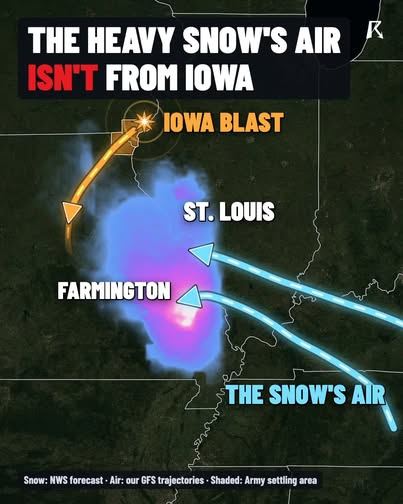 THE HEAVY SNOW'S AIR
ISN'T FROM IOWA
IOWA BLAST
ST. LOUIS
FARMINGTON
THE SNOW'S AIR
Snow: NWS forecast · Air: our GFS trajectories · Shaded: Army settling area